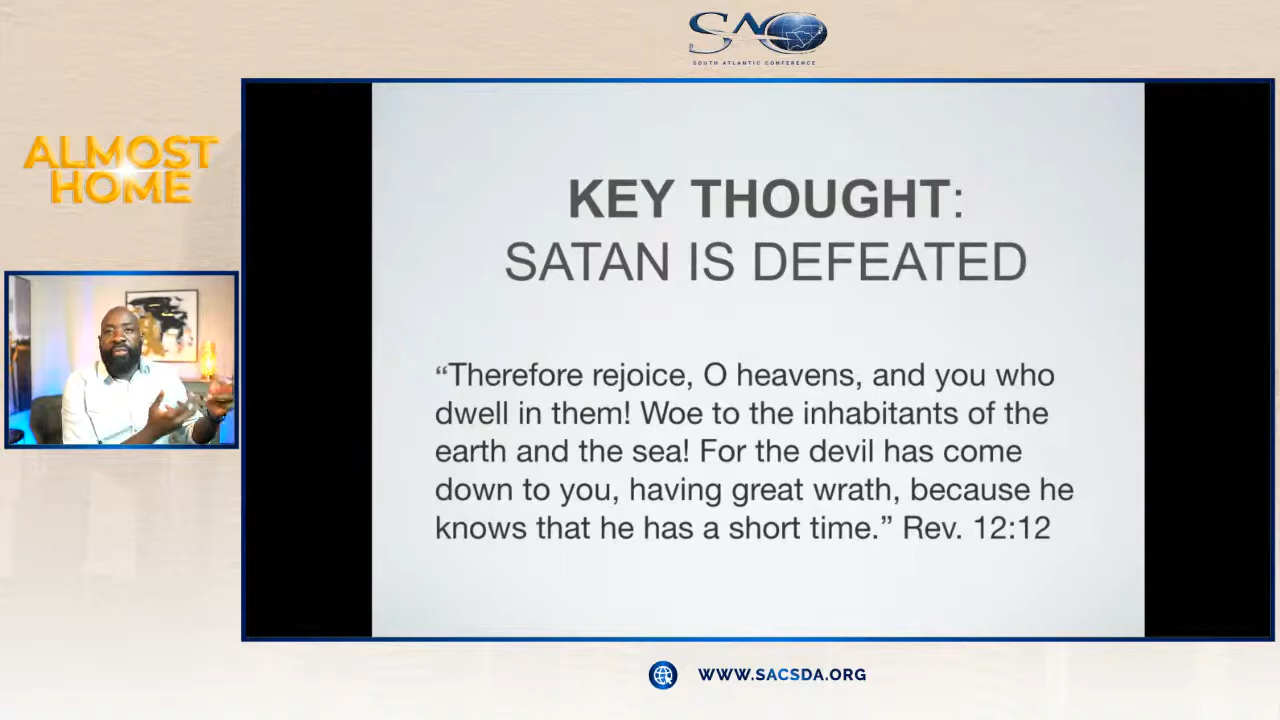 SAC
SOUTH ATLANTIC CONFERENCE
ALMOST
HOME
KEY THOUGHT:
SATAN IS DEFEATED
“Therefore rejoice, O heavens, and you who
dwell in them! Woe to the inhabitants of the
earth and the sea! For the devil has come
down to you, having great wrath, because he
knows that he has a short time.” Rev. 12:12
WWW.SACSDA.ORG